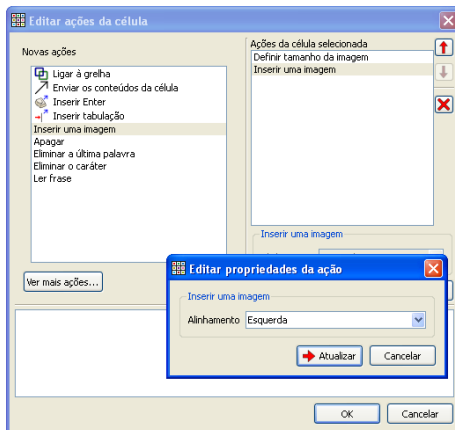 Editar ações da célula
Novas ações
Ligar à grelha
Enviar os conteúdos da célula
Inserir Enter
Inserir tabulação
Inserir uma imagem
Apagar
Eliminar a última palavra
Eliminar o caráter
Ler frase
Ver mais ações...
Ações da célula selecionada
Definir tamanho da imagem
Inserir uma imagem
Inserir uma imagem
Editar propriedades da ação
Inserir uma imagem
Alinhamento Esquerda
Atualizar Cancelar
OK Cancelar